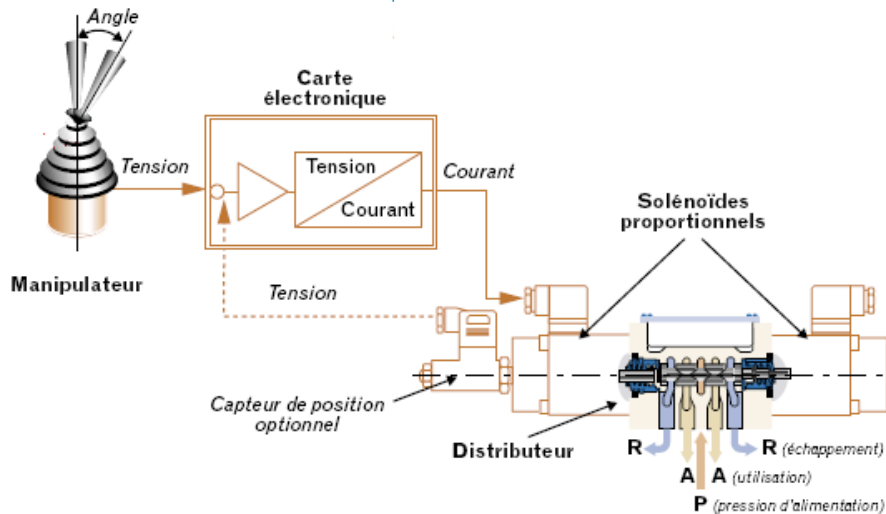 Angle
Carte
électronique
Tension
Tension
Courant
Courant
Solénoïdes
proportionnels
Manipulateur
Tension
Capteur de position
optionnel
Distributeur
R
R (échappement)
A
A (utilisation)
P (pression d'alimentation)